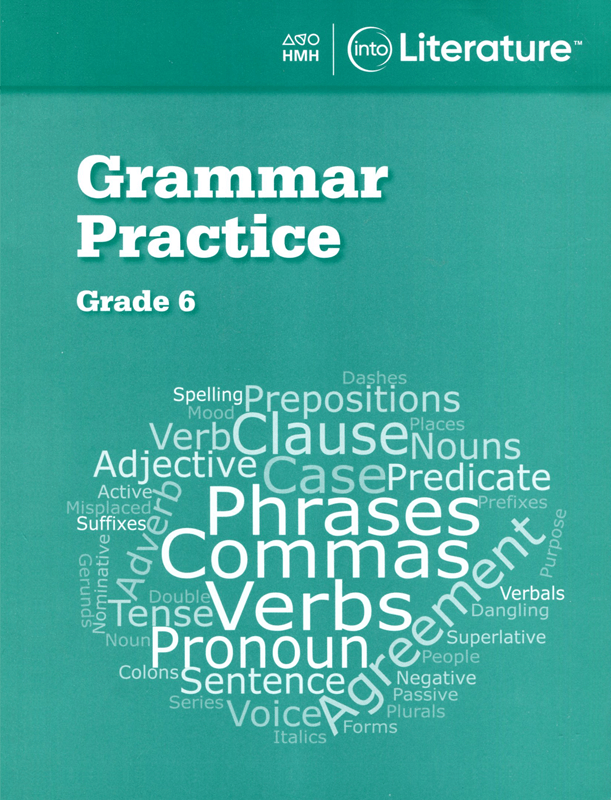 HMH
into Literature™
Grammar
Practice
Grade 6
Dashes
Spelling Prepositions
Mood
Verb Clause Places
Nouns
Adjective Case Predicate
Active
Phrases Prefixes
Misplaced
Suffixes
Adverb
Commas
Purpose
Gerunds
Nominative
Double Verbs Verbals
Tense Dangling
Agreement
Noun Pronoun Superlative
People
Colons Sentence Negative
Passive
Series Voice Plurals
Forms
Italics